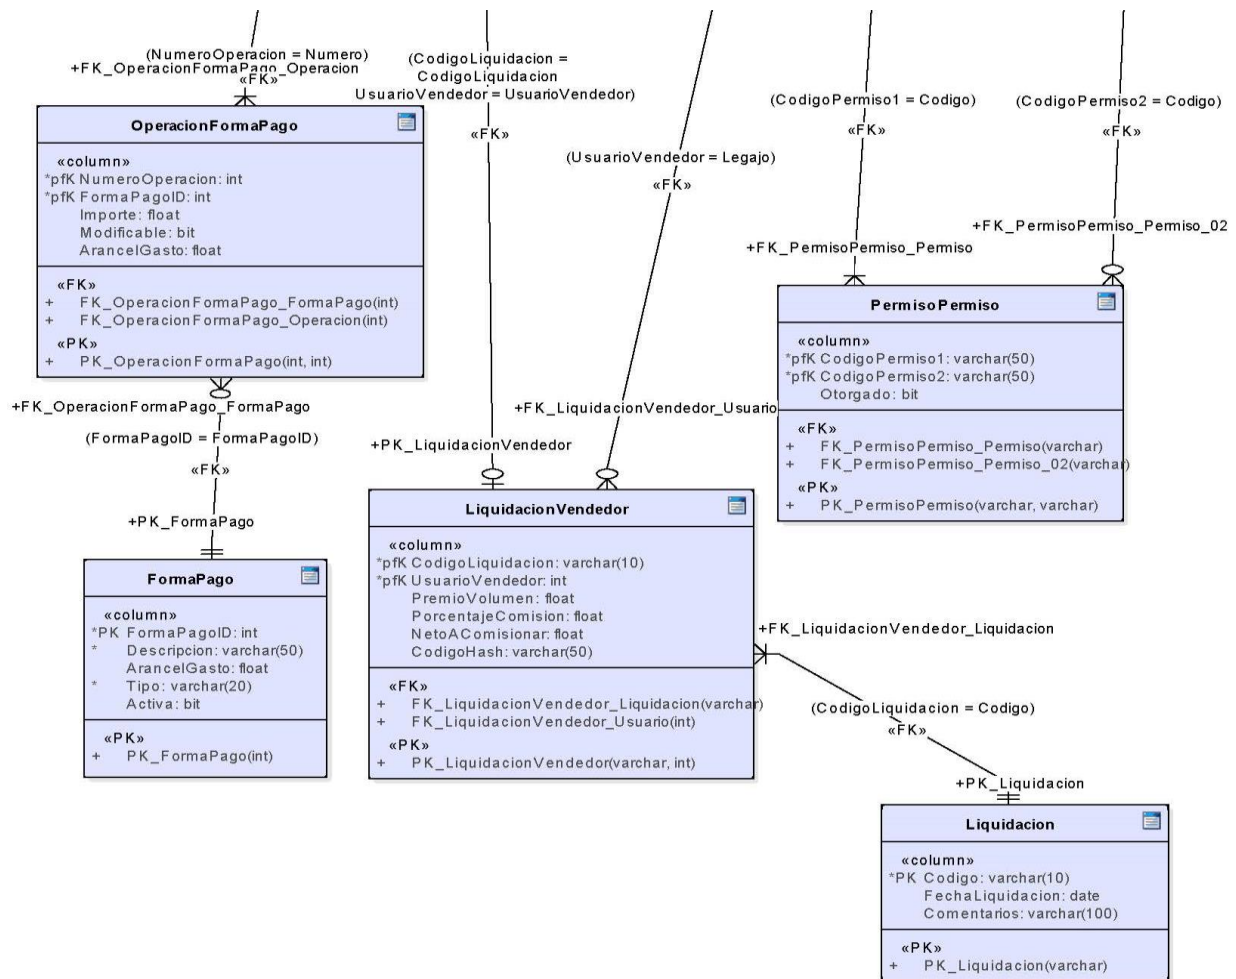 (NumeroOperacion = Numero)
+FK_OperacionFormaPago_Operacion
«FK»
OperacionFormaPago
«column»
*pfK NumeroOperacion: int
*pfK FormaPagoID: int
Importe: float
Modificable: bit
ArancelGasto: float
«FK»
+ FK_OperacionFormaPago_FormaPago(int)
+ FK_OperacionFormaPago_Operacion(int)
«PK»
+ PK_OperacionFormaPago(int, int)
+FK_OperacionFormaPago_FormaPago
(FormaPagoID = FormaPagoID)
«FK»
+PK_FormaPago
FormaPago
«column»
*PK FormaPagoID: int
* Descripcion: varchar(50)
ArancelGasto: float
* Tipo: varchar(20)
Activa: bit
«PK»
+ PK_FormaPago(int)
(CodigoLiquidacion =
CodigoLiquidacion
UsuarioVendedor = UsuarioVendedor)
«FK»
+PK_LiquidacionVendedor
(UsuarioVendedor = Legajo)
«FK»
+FK_LiquidacionVendedor_Usuario
LiquidacionVendedor
«column»
*pfK CodigoLiquidacion: varchar(10)
*pfK UsuarioVendedor: int
PremioVolumen: float
PorcentajeComision: float
NetoAComisionar: float
CodigoHash: varchar(50)
«FK»
+ FK_LiquidacionVendedor_Liquidacion(varchar)
+ FK_LiquidacionVendedor_Usuario(int)
«PK»
+ PK_LiquidacionVendedor(varchar, int)
(CodigoPermiso1 = Codigo)
«FK»
+FK_PermisoPermiso_Permiso
(CodigoPermiso2 = Codigo)
«FK»
+FK_PermisoPermiso_Permiso_02
PermisoPermiso
«column»
*pfK CodigoPermiso1: varchar(50)
*pfK CodigoPermiso2: varchar(50)
Otorgado: bit
«FK»
+ FK_PermisoPermiso_Permiso(varchar)
+ FK_PermisoPermiso_Permiso_02(varchar)
«PK»
+ PK_PermisoPermiso(varchar, varchar)
+FK_LiquidacionVendedor_Liquidacion
(CodigoLiquidacion = Codigo)
«FK»
+PK_Liquidacion
Liquidacion
«column»
*PK Codigo: varchar(10)
FechaLiquidacion: date
Comentarios: varchar(100)
«PK»
+ PK_Liquidacion(varchar)